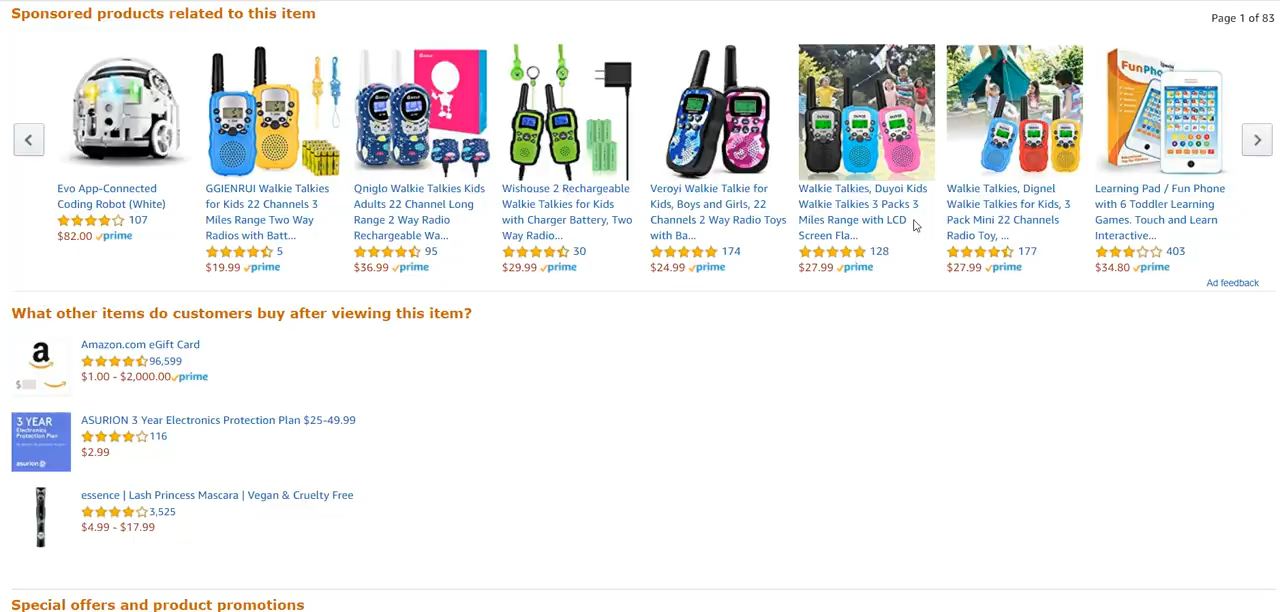 Sponsored products related to this item
Page 1 of 83
Evo App-Connected
Coding Robot (White)
107
$82.00 prime
GGIENRUI Walkie Talkies
for Kids 22 Channels 3
Miles Range Two Way
Radios with Batt...
5
$19.99 prime
Qniglo Walkie Talkies Kids
Adults 22 Channel Long
Range 2 Way Radio
Rechargeable Wa...
95
$36.99 prime
Wishouse 2 Rechargeable
Walkie Talkies for Kids
with Charger Battery, Two
Way Radio...
30
$29.99 prime
Veroyi Walkie Talkie for
Kids, Boys and Girls, 22
Channels 2 Way Radio Toys
with Ba...
174
$24.99 prime
Walkie Talkies, Duyoi Kids
Walkie Talkies 3 Packs 3
Miles Range with LCD
Screen Fla...
128
$27.99 prime
Walkie Talkies, Dignel
Walkie Talkies for Kids, 3
Pack Mini 22 Channels
Radio Toy, ...
177
$27.99 prime
FunPho
Learning Pad / Fun Phone
with 6 Toddler Learning
Games. Touch and Learn
Interactive...
403
$34.80 prime
Ad feedback
What other items do customers buy after viewing this item?
a
$
Amazon.com eGift Card
96,599
$1.00 - $2,000.00 prime
3 YEAR
Electronics
Protection Plan
asurion
ASURION 3 Year Electronics Protection Plan $25-49.99
116
$2.99
essence | Lash Princess Mascara | Vegan & Cruelty Free
3,525
$4.99 - $17.99
Special offers and product promotions